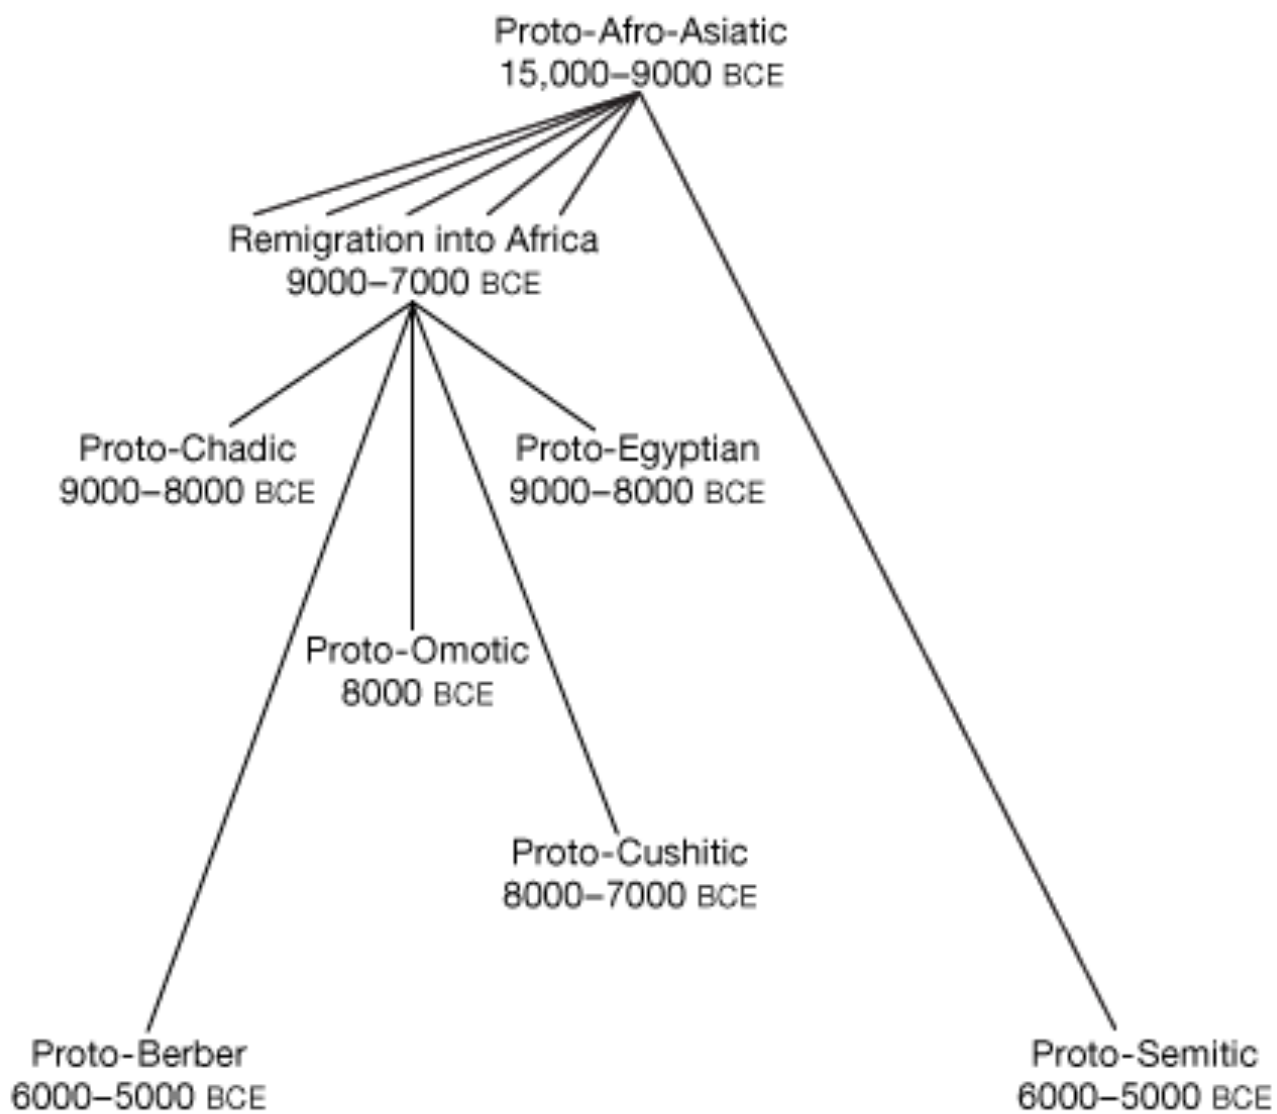 Proto-Afro-Asiatic
15,000–9000 BCE
Remigration into Africa
9000–7000 BCE
Proto-Chadic
9000–8000 BCE
Proto-Egyptian
9000–8000 BCE
Proto-Omotic
8000 BCE
Proto-Cushitic
8000–7000 BCE
Proto-Berber
6000–5000 BCE
Proto-Semitic
6000–5000 BCE